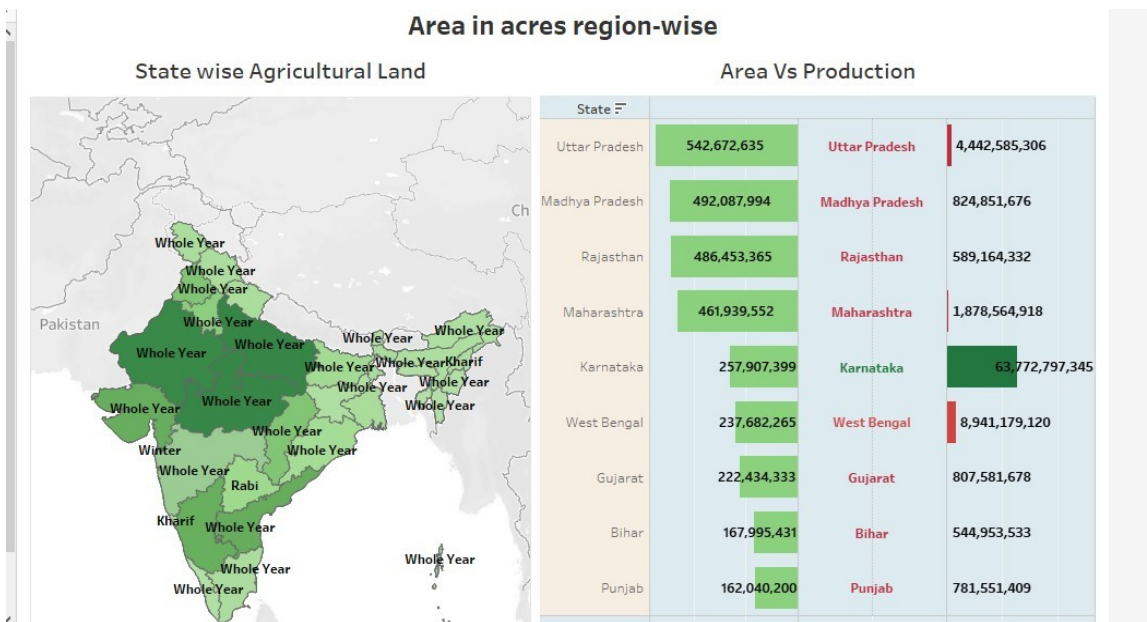 Area in acres region-wise
State wise Agricultural Land
Whole Year
Whole Year
Whole Year
Pakistan
Whole Year
Whole Year
Whole Year
Whole Year
Whole Year
Whole Year
Whole Year
Kharif
Whole Year
Whole Year
Whole Year
Whole Year
Whole Year
Whole Year
Whole Year
Winter
Whole Year
Rabi
Kharif
Whole Year
Whole Year
Whole Year
Whole Year
Ch
Area Vs Production
State
Uttar Pradesh 542,672,635 Uttar Pradesh 4,442,585,306
Madhya Pradesh 492,087,994 Madhya Pradesh 824,851,676
Rajasthan 486,453,365 Rajasthan 589,164,332
Maharashtra 461,939,552 Maharashtra 1,878,564,918
Karnataka 257,907,399 Karnataka 63,772,797,345
West Bengal 237,682,265 West Bengal 8,941,179,120
Gujarat 222,434,333 Gujarat 807,581,678
Bihar 167,995,431 Bihar 544,953,533
Punjab 162,040,200 Punjab 781,551,409